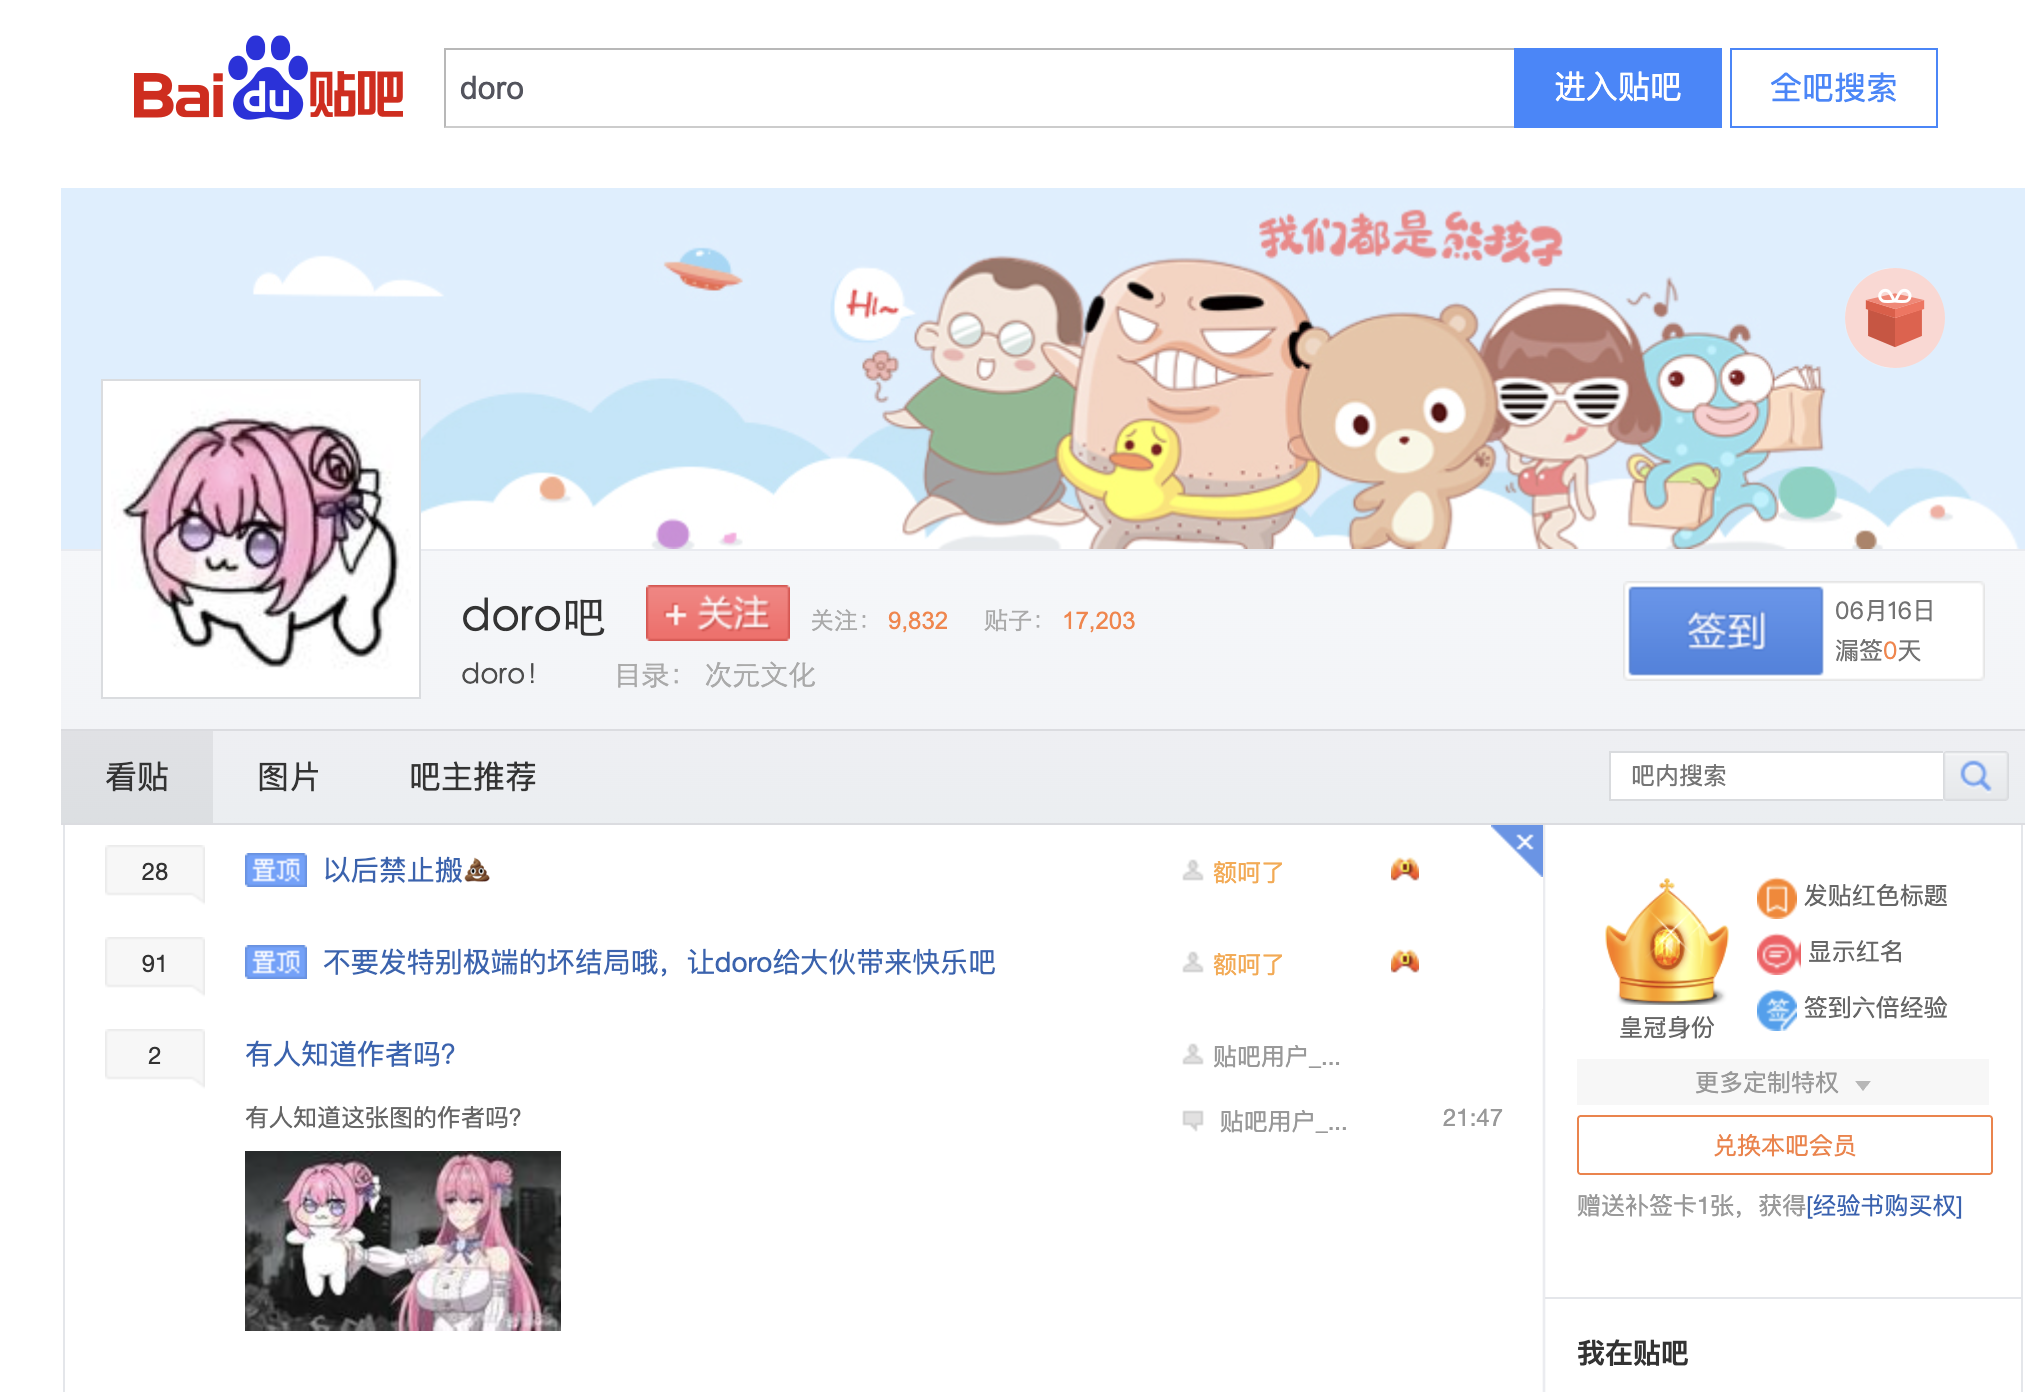 Bai du 贴吧
doro
进入贴吧
全吧搜索
我们都是熊孩子
Hi~
doro吧
+ 关注
关注： 9,832
贴子： 17,203
doro！
目录： 次元文化
签到
06月16日
漏签0天
看贴
图片
吧主推荐
吧内搜索
28
置顶 以后禁止搬💩
额呵了
91
置顶 不要发特别极端的坏结局哦，让doro给大伙带来快乐吧
额呵了
2
有人知道作者吗?
贴吧用户_...
有人知道这张图的作者吗?
贴吧用户_...
21:47
皇冠身份
发贴红色标题
显示红名
签 签到六倍经验
更多定制特权
兑换本吧会员
赠送补签卡1张，获得[经验书购买权]
我在贴吧